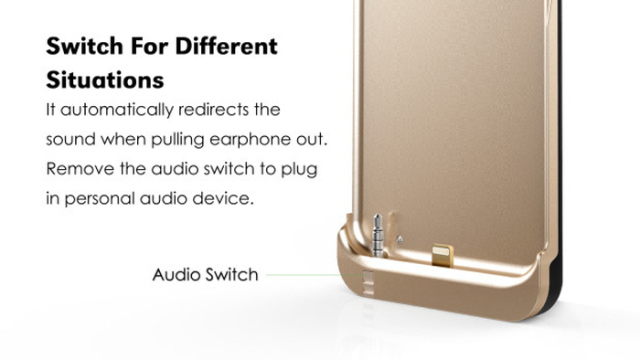 Switch For Different
Situations
It automatically redirects the
sound when pulling earphone out.
Remove the audio switch to plug
in personal audio device.
Audio Switch